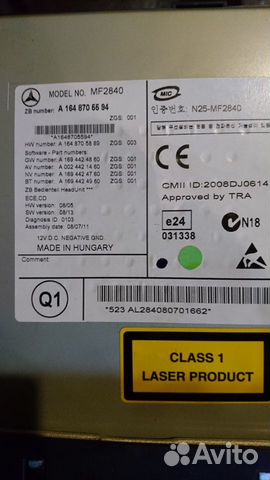 MODEL NO. MF2840
ZB number: A 164 870 66 94
ZGS: 001
*A1648706694*
HW number: A 164 870 58 89 ZGS: 003
Software - Part numbers:
GW number: A 169 442 48 60 ZGS: 001
AV number: A 002 442 14 60 ZGS: 001
NV number: A 169 442 47 60 ZGS: 001
BT number: A 169 442 49 60 ZGS: 001
ZB Bedienteil HeadUnit ***
ECE,CD
HW version: 08/05
SW version: 08/13
Diagnosis ID: 0103
Assembly date: 08/07/11
12V D.C. NEGATIVE GND
MADE IN HUNGARY
Comment:
MIC
인증번호: N25-MF2840
CE
CMII ID:2008DJ0614
Approved by TRA
e24
031338
N18
Q1
*523 AL284080701662*
CLASS 1
LASER PRODUCT
Avito